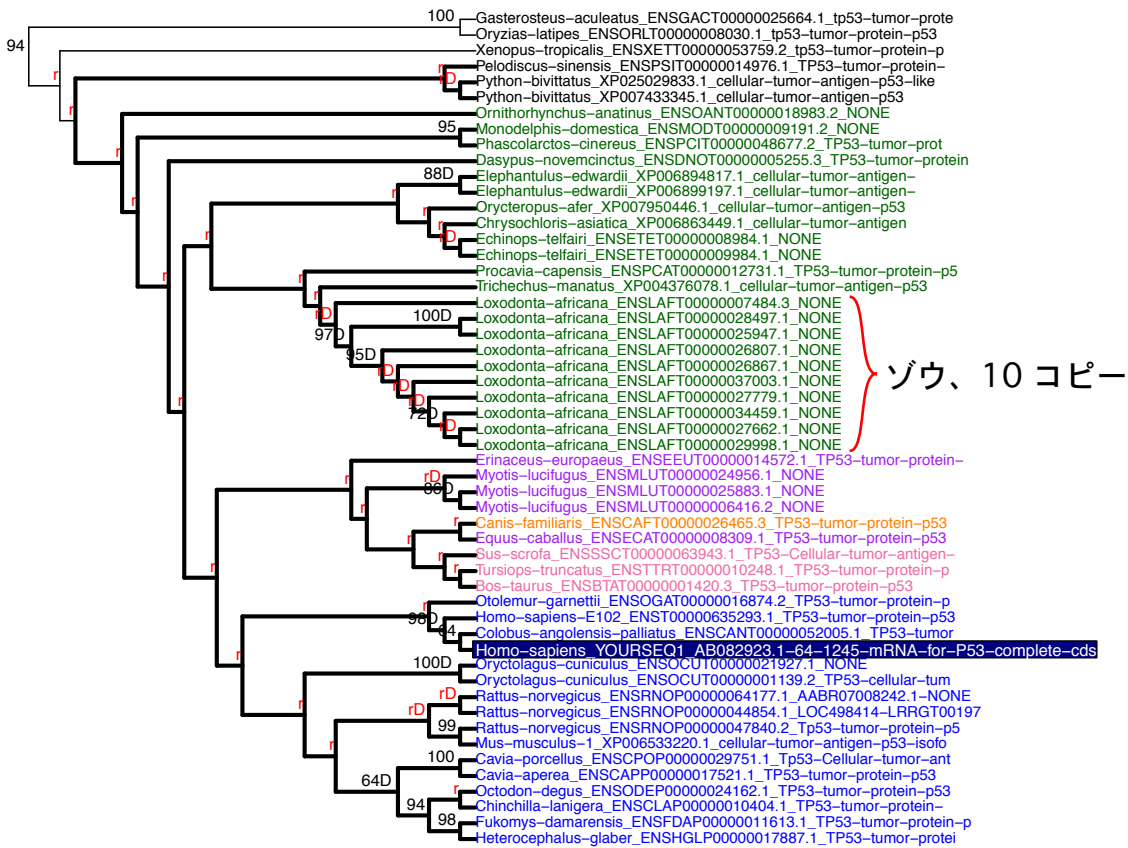 100
Gasterosteus-aculeatus_ENSGACT00000025664.1_tp53-tumor-prote
Oryzias-latipes_ENSORLT00000008030.1_tp53-tumor-protein-p53
94
Xenopus-tropicalis_ENSXETT00000053759.2_tp53-tumor-protein-p
r
r
Pelodiscus-sinensis_ENSPSIT00000014976.1_TP53-tumor-protein-
r
rD
Python-bivittatus_XP025029833.1_cellular-tumor-antigen-p53-like
Python-bivittatus_XP007433345.1_cellular-tumor-antigen-p53
r
Ornithorhynchus-anatinus_ENSOANT00000018983.2_NONE
95
Monodelphis-domestica_ENSMODT00000009191.2_NONE
Phascolarctos-cinereus_ENSPCIT00000048677.2_TP53-tumor-prot
r
Dasypus-novemcinctus_ENSDNOT00000005255.3_TP53-tumor-protein
r
88D
Elephantulus-edwardii_XP006894817.1_cellular-tumor-antigen-
Elephantulus-edwardii_XP006899197.1_cellular-tumor-antigen-
r
Orycteropus-afer_XP007950446.1_cellular-tumor-antigen-p53
r
Chrysochloris-asiatica_XP006863449.1_cellular-tumor-antigen
r
rD
Echinops-telfairi_ENSETET00000008984.1_NONE
Echinops-telfairi_ENSETET00000009984.1_NONE
r
r
Procavia-capensis_ENSPCAT00000012731.1_TP53-tumor-protein-p5
r
Trichechus-manatus_XP004376078.1_cellular-tumor-antigen-p53
r
rD
Loxodonta-africana_ENSLAFT00000007484.3_NONE
97D
100D
Loxodonta-africana_ENSLAFT00000028497.1_NONE
Loxodonta-africana_ENSLAFT00000025947.1_NONE
95D
Loxodonta-africana_ENSLAFT00000026807.1_NONE
rD
Loxodonta-africana_ENSLAFT00000026867.1_NONE
rD
Loxodonta-africana_ENSLAFT00000037003.1_NONE
rD
Loxodonta-africana_ENSLAFT00000027779.1_NONE
72D
Loxodonta-africana_ENSLAFT00000034459.1_NONE
rD
Loxodonta-africana_ENSLAFT00000027662.1_NONE
Loxodonta-africana_ENSLAFT00000029998.1_NONE
ゾウ、10 コピー
r
Erinaceus-europaeus_ENSEEUT00000014572.1_TP53-tumor-protein-
r
rD
Myotis-lucifugus_ENSMLUT00000024956.1_NONE
Myotis-lucifugus_ENSMLUT00000025883.1_NONE
Myotis-lucifugus_ENSMLUT00000006416.2_NONE
r
r
Canis-familiaris_ENSCAFT00000026465.3_TP53-tumor-protein-p53
Equus-caballus_ENSECAT00000008309.1_TP53-tumor-protein-p53
r
Sus-scrofa_ENSSSCT00000063943.1_TP53-Cellular-tumor-antigen-
r
r
Tursiops-truncatus_ENSTTRT00000010248.1_TP53-tumor-protein-p
Bos-taurus_ENSBTAT00000001420.3_TP53-tumor-protein-p53
r
r
Otolemur-garnettii_ENSOGAT00000016874.2_TP53-tumor-protein-p
98D
Homo-sapiens-E102_ENST00000635293.1_TP53-tumor-protein-p53
Colobus-angolensis-palliatus_ENSCANT00000052005.1_TP53-tumor
Homo-sapiens_YOURSEQ1_AB082923.1-64-1245-mRNA-for-P53-complete-cds
r
100D
Oryctolagus-cuniculus_ENSOCUT00000021927.1_NONE
Oryctolagus-cuniculus_ENSOCUT00000001139.2_TP53-cellular-tum
r
rD
rD
Rattus-norvegicus_ENSRNOP00000064177.1_AABR07008242.1-NONE
Rattus-norvegicus_ENSRNOP00000044854.1_LOC498414-LRRGT00197
99
Rattus-norvegicus_ENSRNOP00000047840.2_Tp53-tumor-protein-p5
Mus-musculus-1_XP006533220.1_cellular-tumor-antigen-p53-isofo
r
100
Cavia-porcellus_ENSCPOP00000029751.1_Tp53-Cellular-tumor-ant
Cavia-aperea_ENSCAPP00000017521.1_Tp53-tumor-protein-p53
64D
r
Octodon-degus_ENSODEP00000024162.1_TP53-tumor-protein-p53
94
Chinchilla-lanigera_ENSCLAP00000010404.1_TP53-tumor-protein-
98
Fukomys-damarensis_ENSFDAP00000011613.1_TP53-tumor-protein-p
Heterocephalus-glaber_ENSHGLP00000017887.1_TP53-tumor-protei